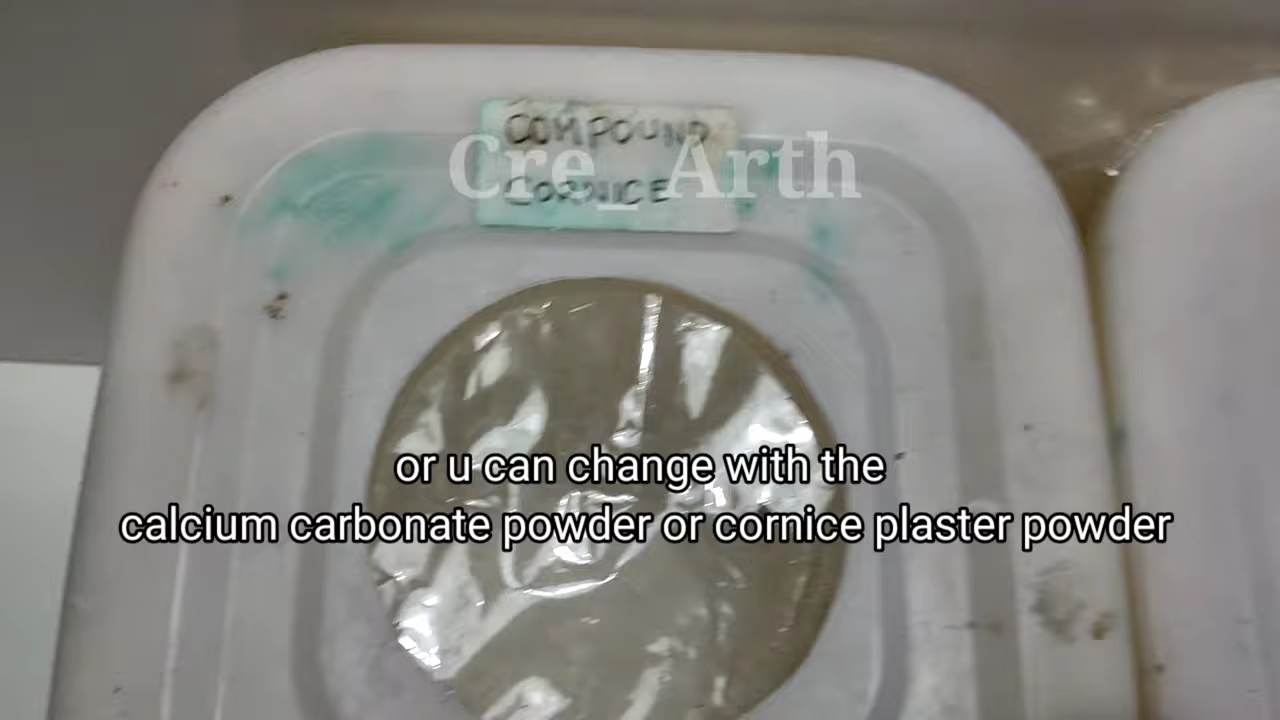 COMPOUND
Cre_Arth
CORNICE
or u can change with the
calcium carbonate powder or cornice plaster powder